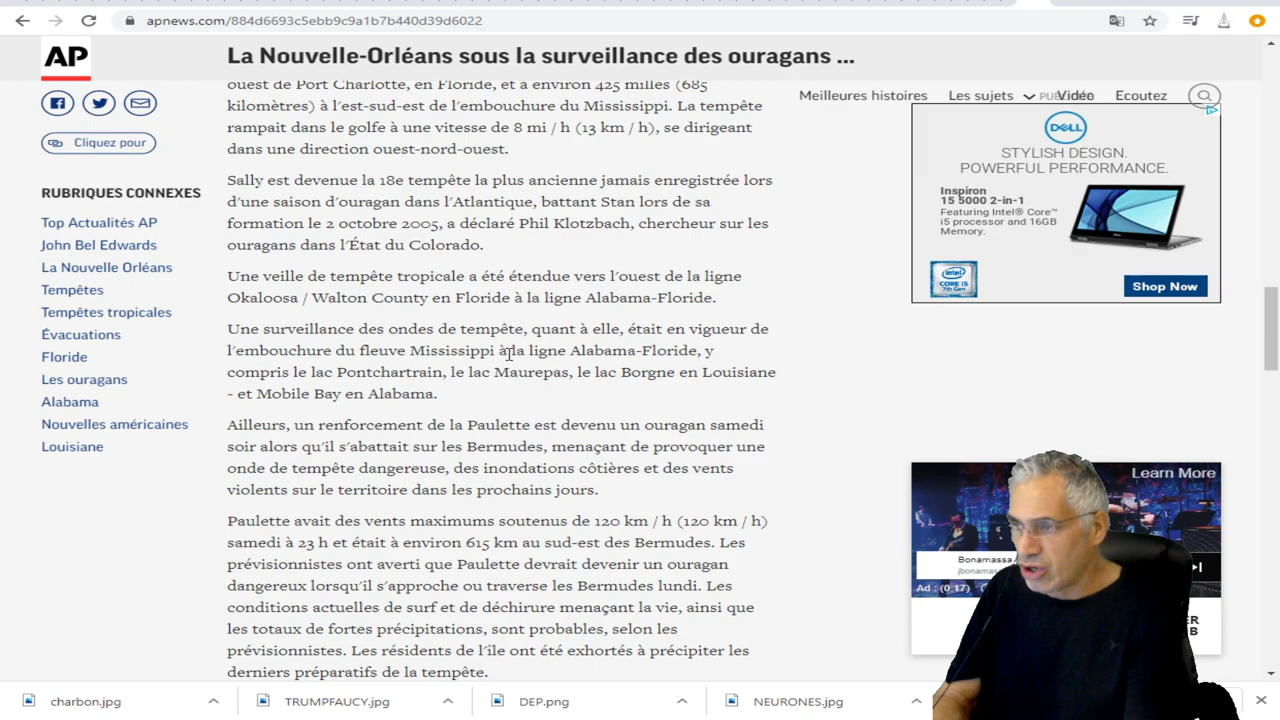 apnews.com/884d6693c5ebb9c9a1b7b440d39d6022
AP
La Nouvelle-Orléans sous la surveillance des ouragans ...
Meilleures histoires
Les sujets
Vidéo
Ecoutez
Cliquez pour
RUBRIQUES CONNEXES
Top Actualités AP
John Bel Edwards
La Nouvelle Orléans
Tempêtes
Tempêtes tropicales
Évacuations
Floride
Les ouragans
Alabama
Nouvelles américaines
Louisiane
ouest de Port Charlotte, en Floride, et à environ 425 milles (685
kilomètres) à l'est-sud-est de l'embouchure du Mississippi. La tempête
rampait dans le golfe à une vitesse de 8 mi / h (13 km / h), se dirigeant
dans une direction ouest-nord-ouest.
Sally est devenue la 18e tempête la plus ancienne jamais enregistrée lors
d'une saison d'ouragan dans l'Atlantique, battant Stan lors de sa
formation le 2 octobre 2005, a déclaré Phil Klotzbach, chercheur sur les
ouragans dans l'État du Colorado.
Une veille de tempête tropicale a été étendue vers l'ouest de la ligne
Okaloosa / Walton County en Floride à la ligne Alabama-Floride.
Une surveillance des ondes de tempête, quant à elle, était en vigueur de
l'embouchure du fleuve Mississippi à la ligne Alabama-Floride, y
compris le lac Pontchartrain, le lac Maurepas, le lac Borgne en Louisiane
- et Mobile Bay en Alabama.
Ailleurs, un renforcement de la Paulette est devenu un ouragan samedi
soir alors qu'il s'abattait sur les Bermudes, menaçant de provoquer une
onde de tempête dangereuse, des inondations côtières et des vents
violents sur le territoire dans les prochains jours.
Paulette avait des vents maximums soutenus de 120 km / h (120 km / h)
samedi à 23 h et était à environ 615 km au sud-est des Bermudes. Les
prévisionnistes ont averti que Paulette devrait devenir un ouragan
dangereux lorsqu'il s'approche ou traverse les Bermudes lundi. Les
conditions actuelles de surf et de déchirure menaçant la vie, ainsi que
les totaux de fortes précipitations, sont probables, selon les
prévisionnistes. Les résidents de l'île ont été exhortés à précipiter les
derniers préparatifs de la tempête.
DELL
STYLISH DESIGN.
POWERFUL PERFORMANCE.
Inspiron
15 5000 2-in-1
Featuring Intel® Core™
i5 processor and 16GB
Memory.
intel
CORE i5
7th Gen
Shop Now
Learn More
Bonamassa
jbonamas
Ad : (0:17)
charbon.jpg
TRUMPFAUCY.jpg
DEP.png
NEURONES.jpg